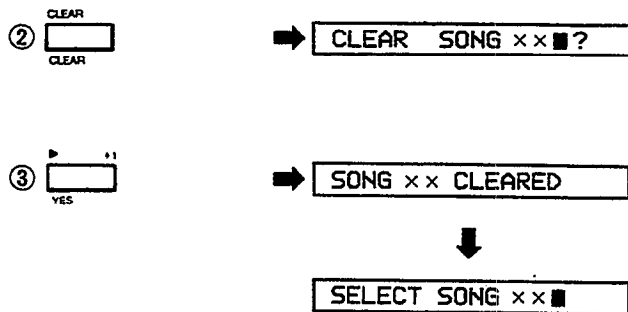 CLEAR
② CLEAR SONG ××■?
CLEAR
► +1
③ SONG ×× CLEARED
YES
SELECT SONG ××■